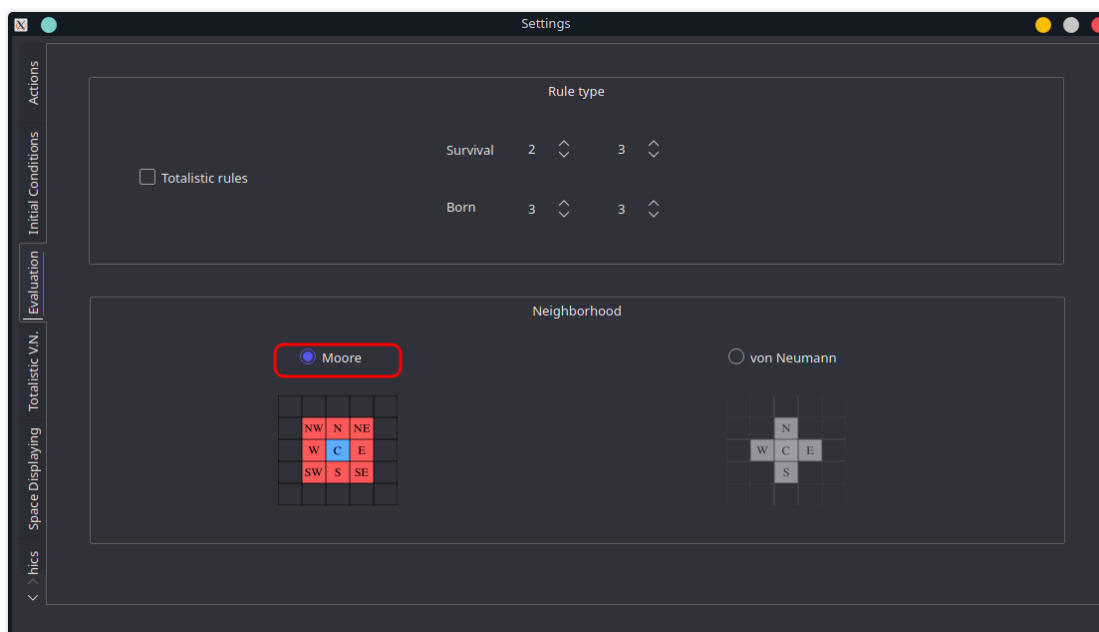 Settings
Actions
Initial Conditions
Evaluation
Totalistic V.N.
Space Displaying
hics
Rule type
Totalistic rules
Survival 2 3
Born 3 3
Neighborhood
Moore
NW N NE
W C E
SW S SE
von Neumann
N
W C E
S